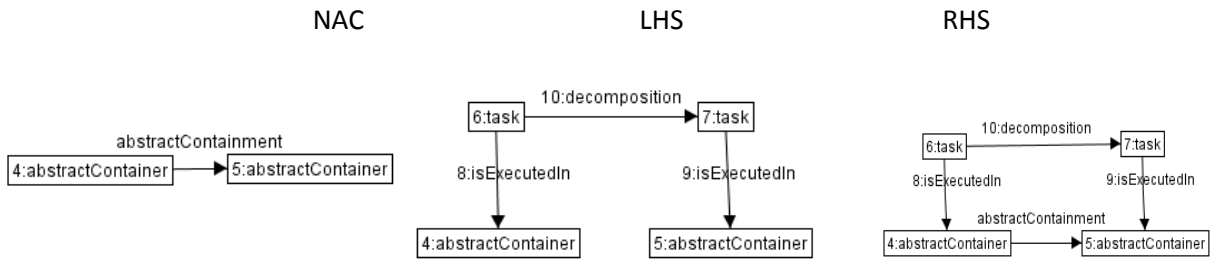 NAC LHS RHS
abstractContainment
4:abstractContainer 5:abstractContainer
10:decomposition
6:task 7:task
8:isExecutedIn 9:isExecutedIn
4:abstractContainer 5:abstractContainer
10:decomposition
6:task 7:task
8:isExecutedIn 9:isExecutedIn
abstractContainment
4:abstractContainer 5:abstractContainer